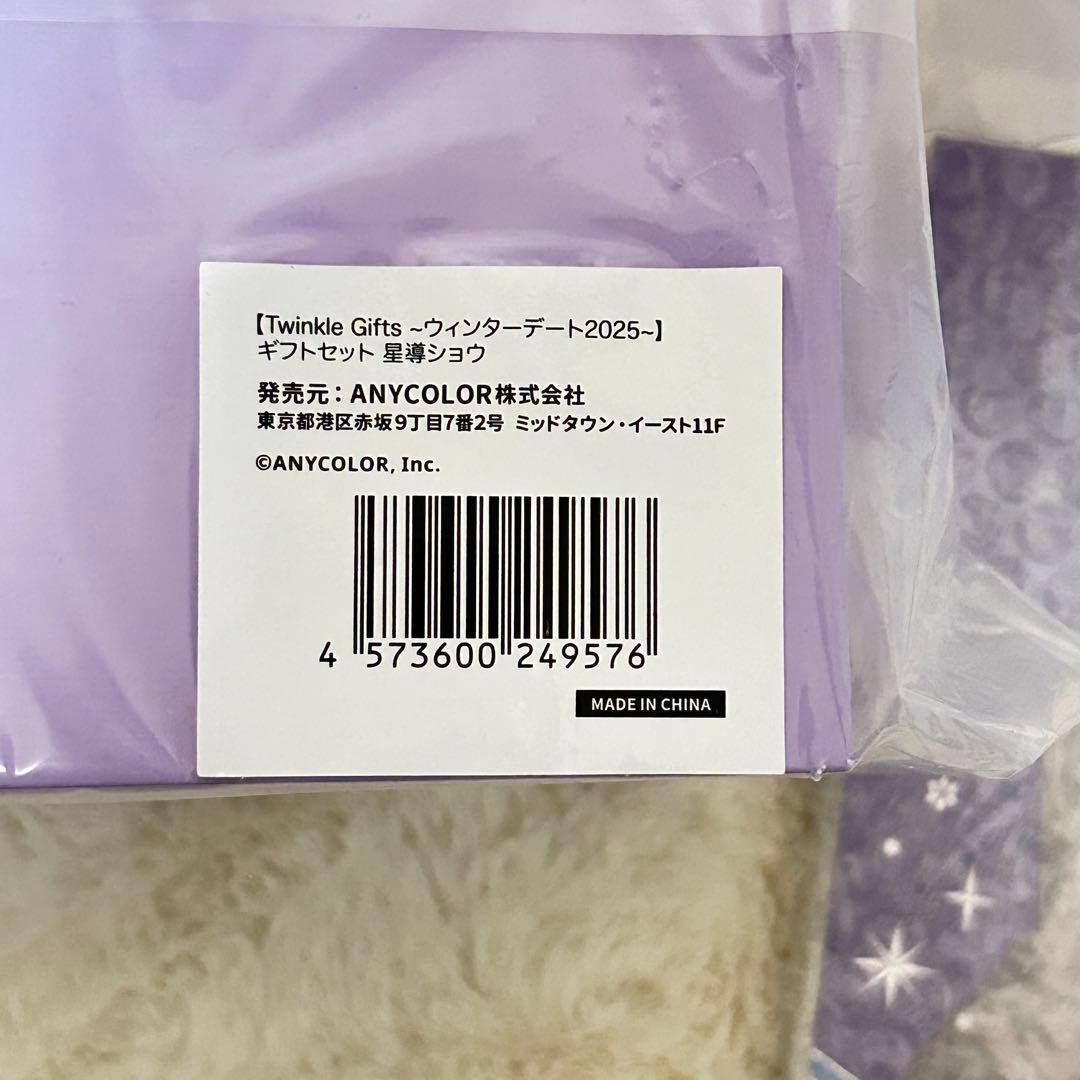 【Twinkle Gifts ~ウィンターデート2025~】
ギフトセット 星導ショウ
発売元：ANYCOLOR株式会社
東京都港区赤坂9丁目7番2号 ミッドタウン・イースト11F
©ANYCOLOR, Inc.
4 573600 249576
MADE IN CHINA